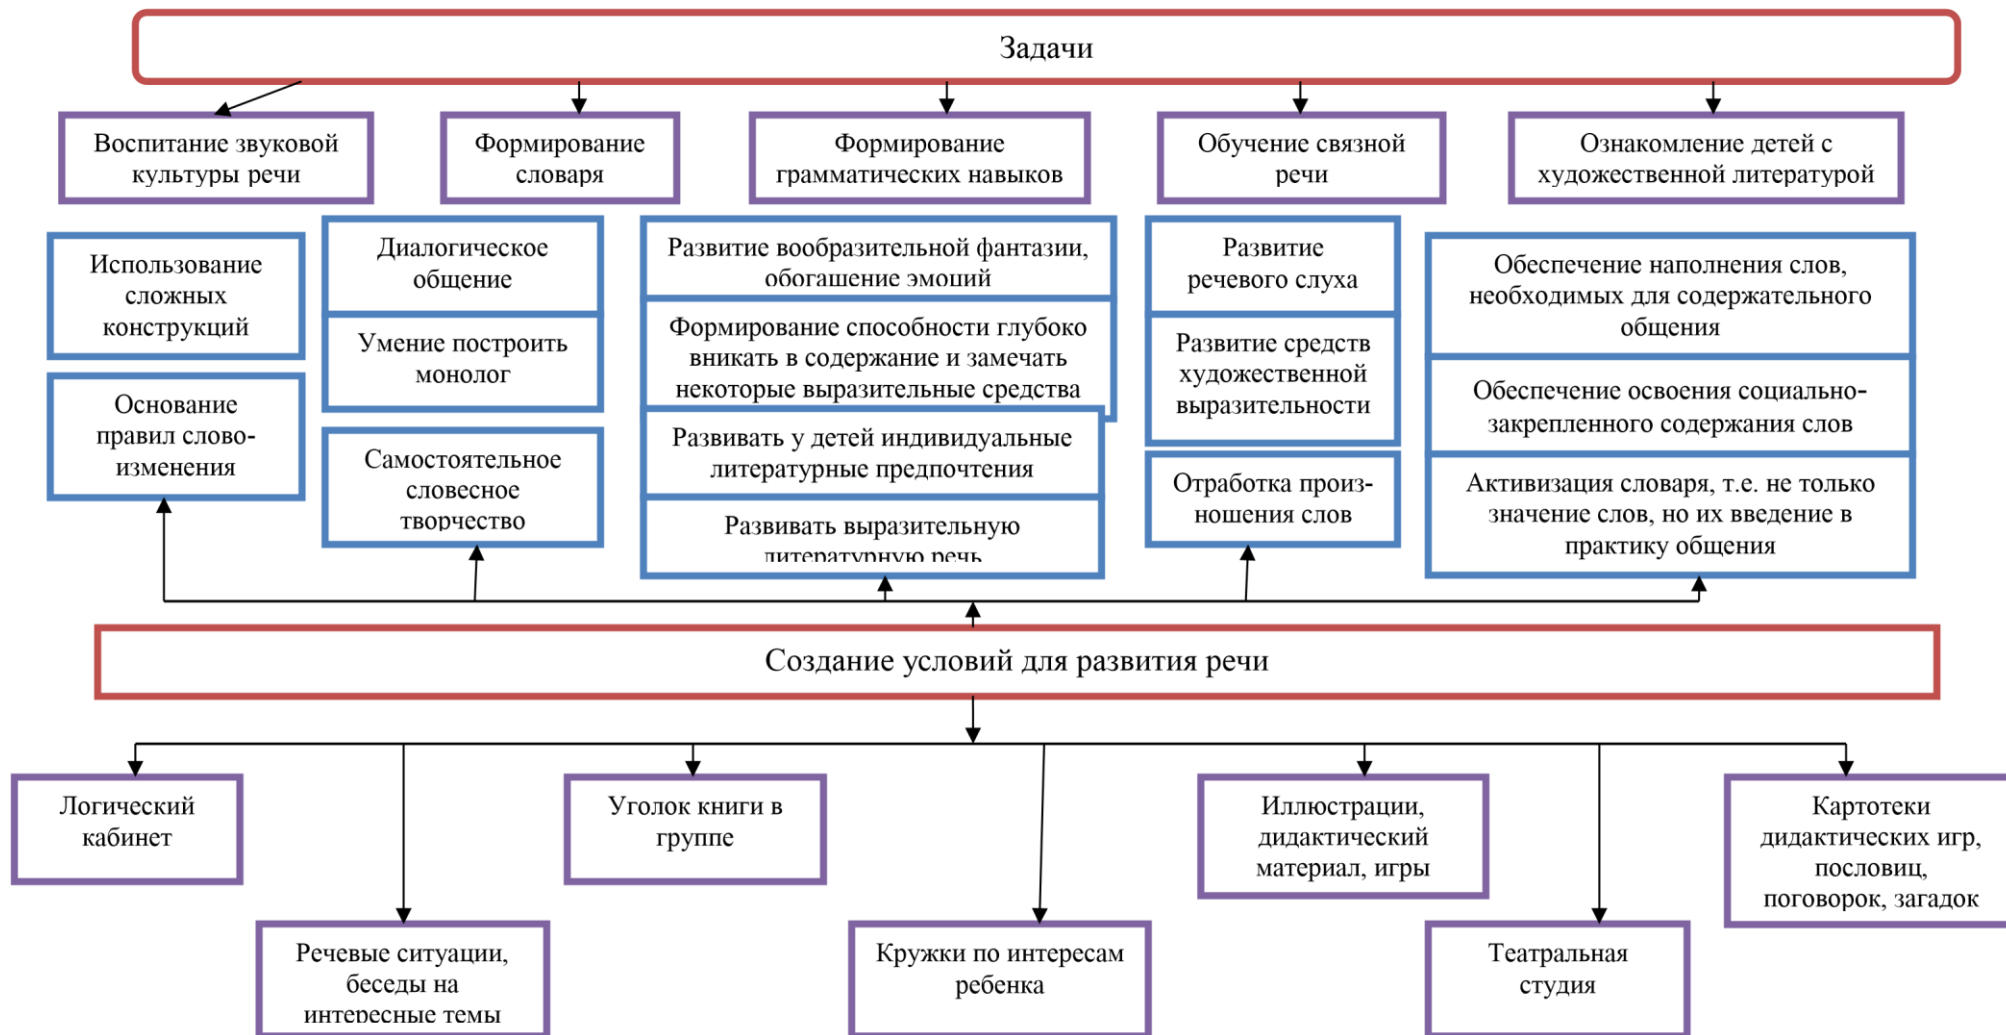 Задачи
Воспитание звуковой
культуры речи
Формирование
словаря
Формирование
грамматических навыков
Обучение связной
речи
Ознакомление детей с
художественной литературой
Использование
сложных
конструкций
Основание
правил слово-
изменения
Диалогическое
общение
Умение построить
монолог
Самостоятельное
словесное
творчество
Развитие вообразительной фантазии,
обогашение эмоций
Формирование способности глубоко
вникать в содержание и замечать
некоторые выразительные средства
Развивать у детей индивидуальные
литературные предпочтения
Развивать выразительную
литературную речь
Развитие
речевого слуха
Развитие средств
художественной
выразительности
Отработка произ-
ношения слов
Обеспечение наполнения слов,
необходимых для содержательного
общения
Обеспечение освоения социально-
закрепленного содержания слов
Активизация словаря, т.е. не только
значение слов, но их введение в
практику общения
Создание условий для развития речи
Логический
кабинет
Уголок книги в
группе
Иллюстрации,
дидактический
материал, игры
Картотеки
дидактических игр,
пословиц,
поговорок, загадок
Речевые ситуации,
беседы на
интересные темы
Кружки по интересам
ребенка
Театральная
студия